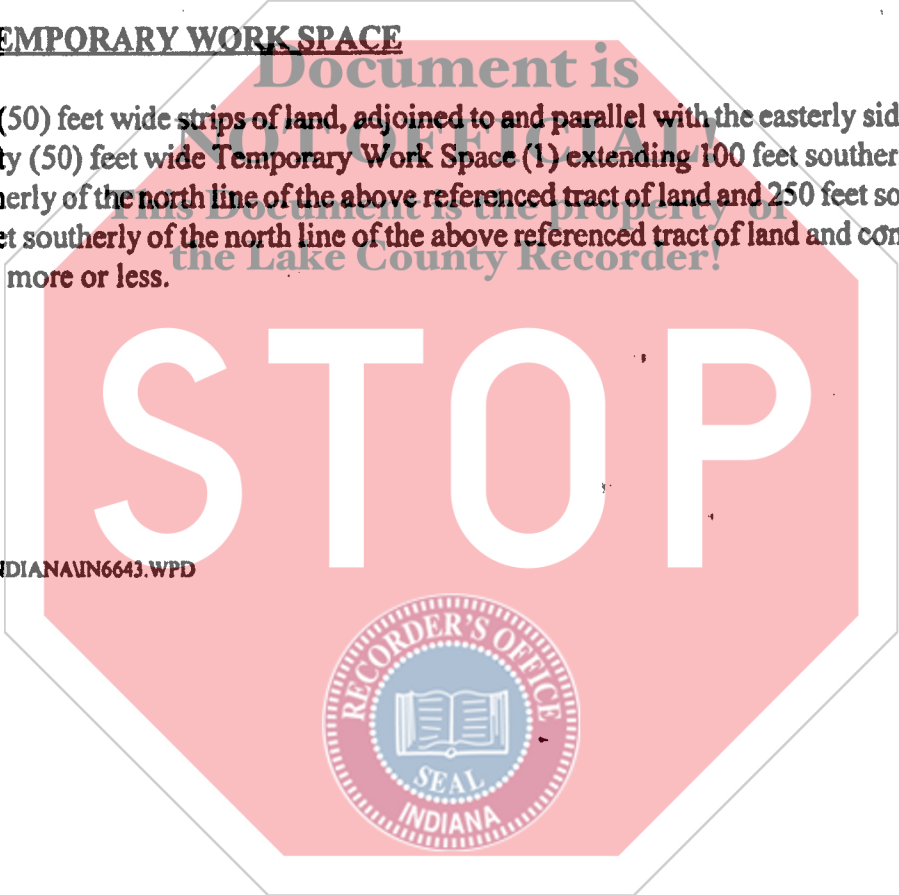 EMPORARY WORK SPACE
Document is
(50) feet wide strips of land, adjoined to and parallel with the easterly sid
NOT OFFICIAL!
ty (50) feet wide Temporary Work Space (1) extending 100 feet souther
nerly of the north line of the above referenced tract of land and 250 feet so
This Document is the property of
et southerly of the north line of the above referenced tract of land and con
the Lake County Recorder!
more or less.
STOP
DIANA\IN6643.WPD
RECORDER'S OFFICE
SEAL
INDIANA